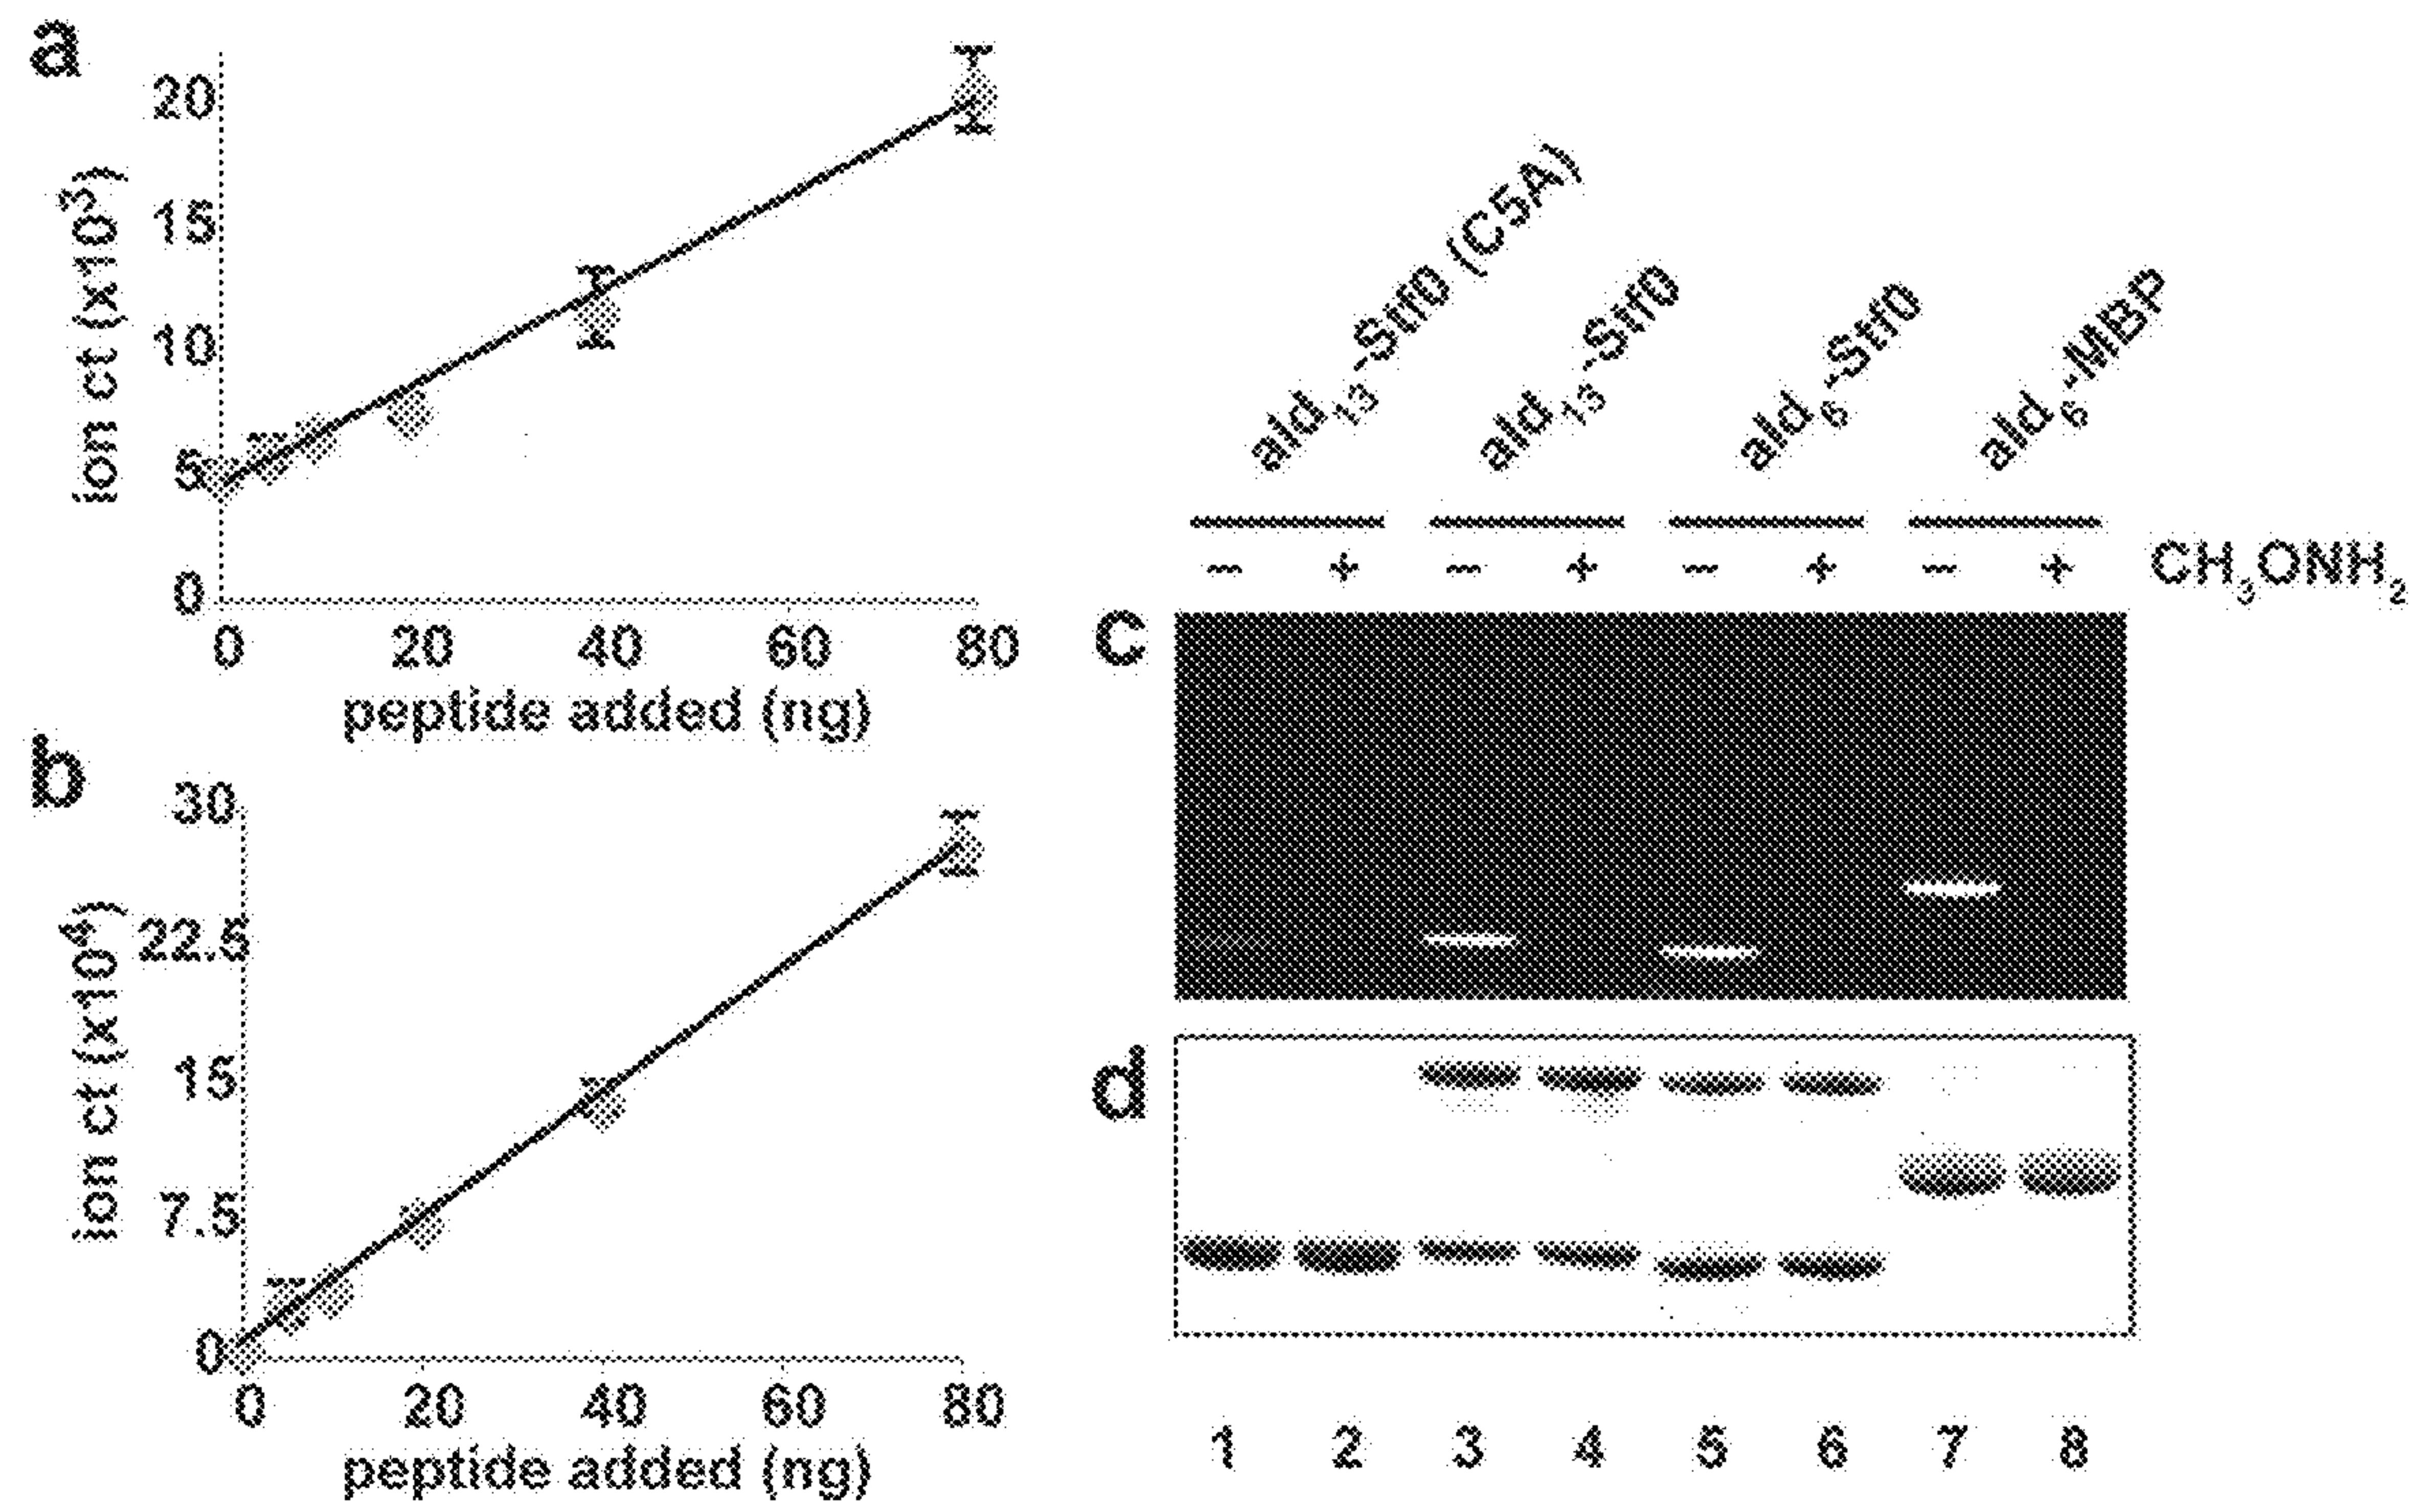 a
20
15
10
5
0
ion ct (x10³)
0 20 40 60 80
peptide added (ng)
b
30
22.5
15
7.5
0
ion ct (x10⁴)
0 20 40 60 80
peptide added (ng)
ald₁₃-Stf0 (C5A)
ald₁₃-Stf0
ald₆-Stf0
ald₆-MBP
− + − + − + − + CH₃ONH₂
c
d
1 2 3 4 5 6 7 8